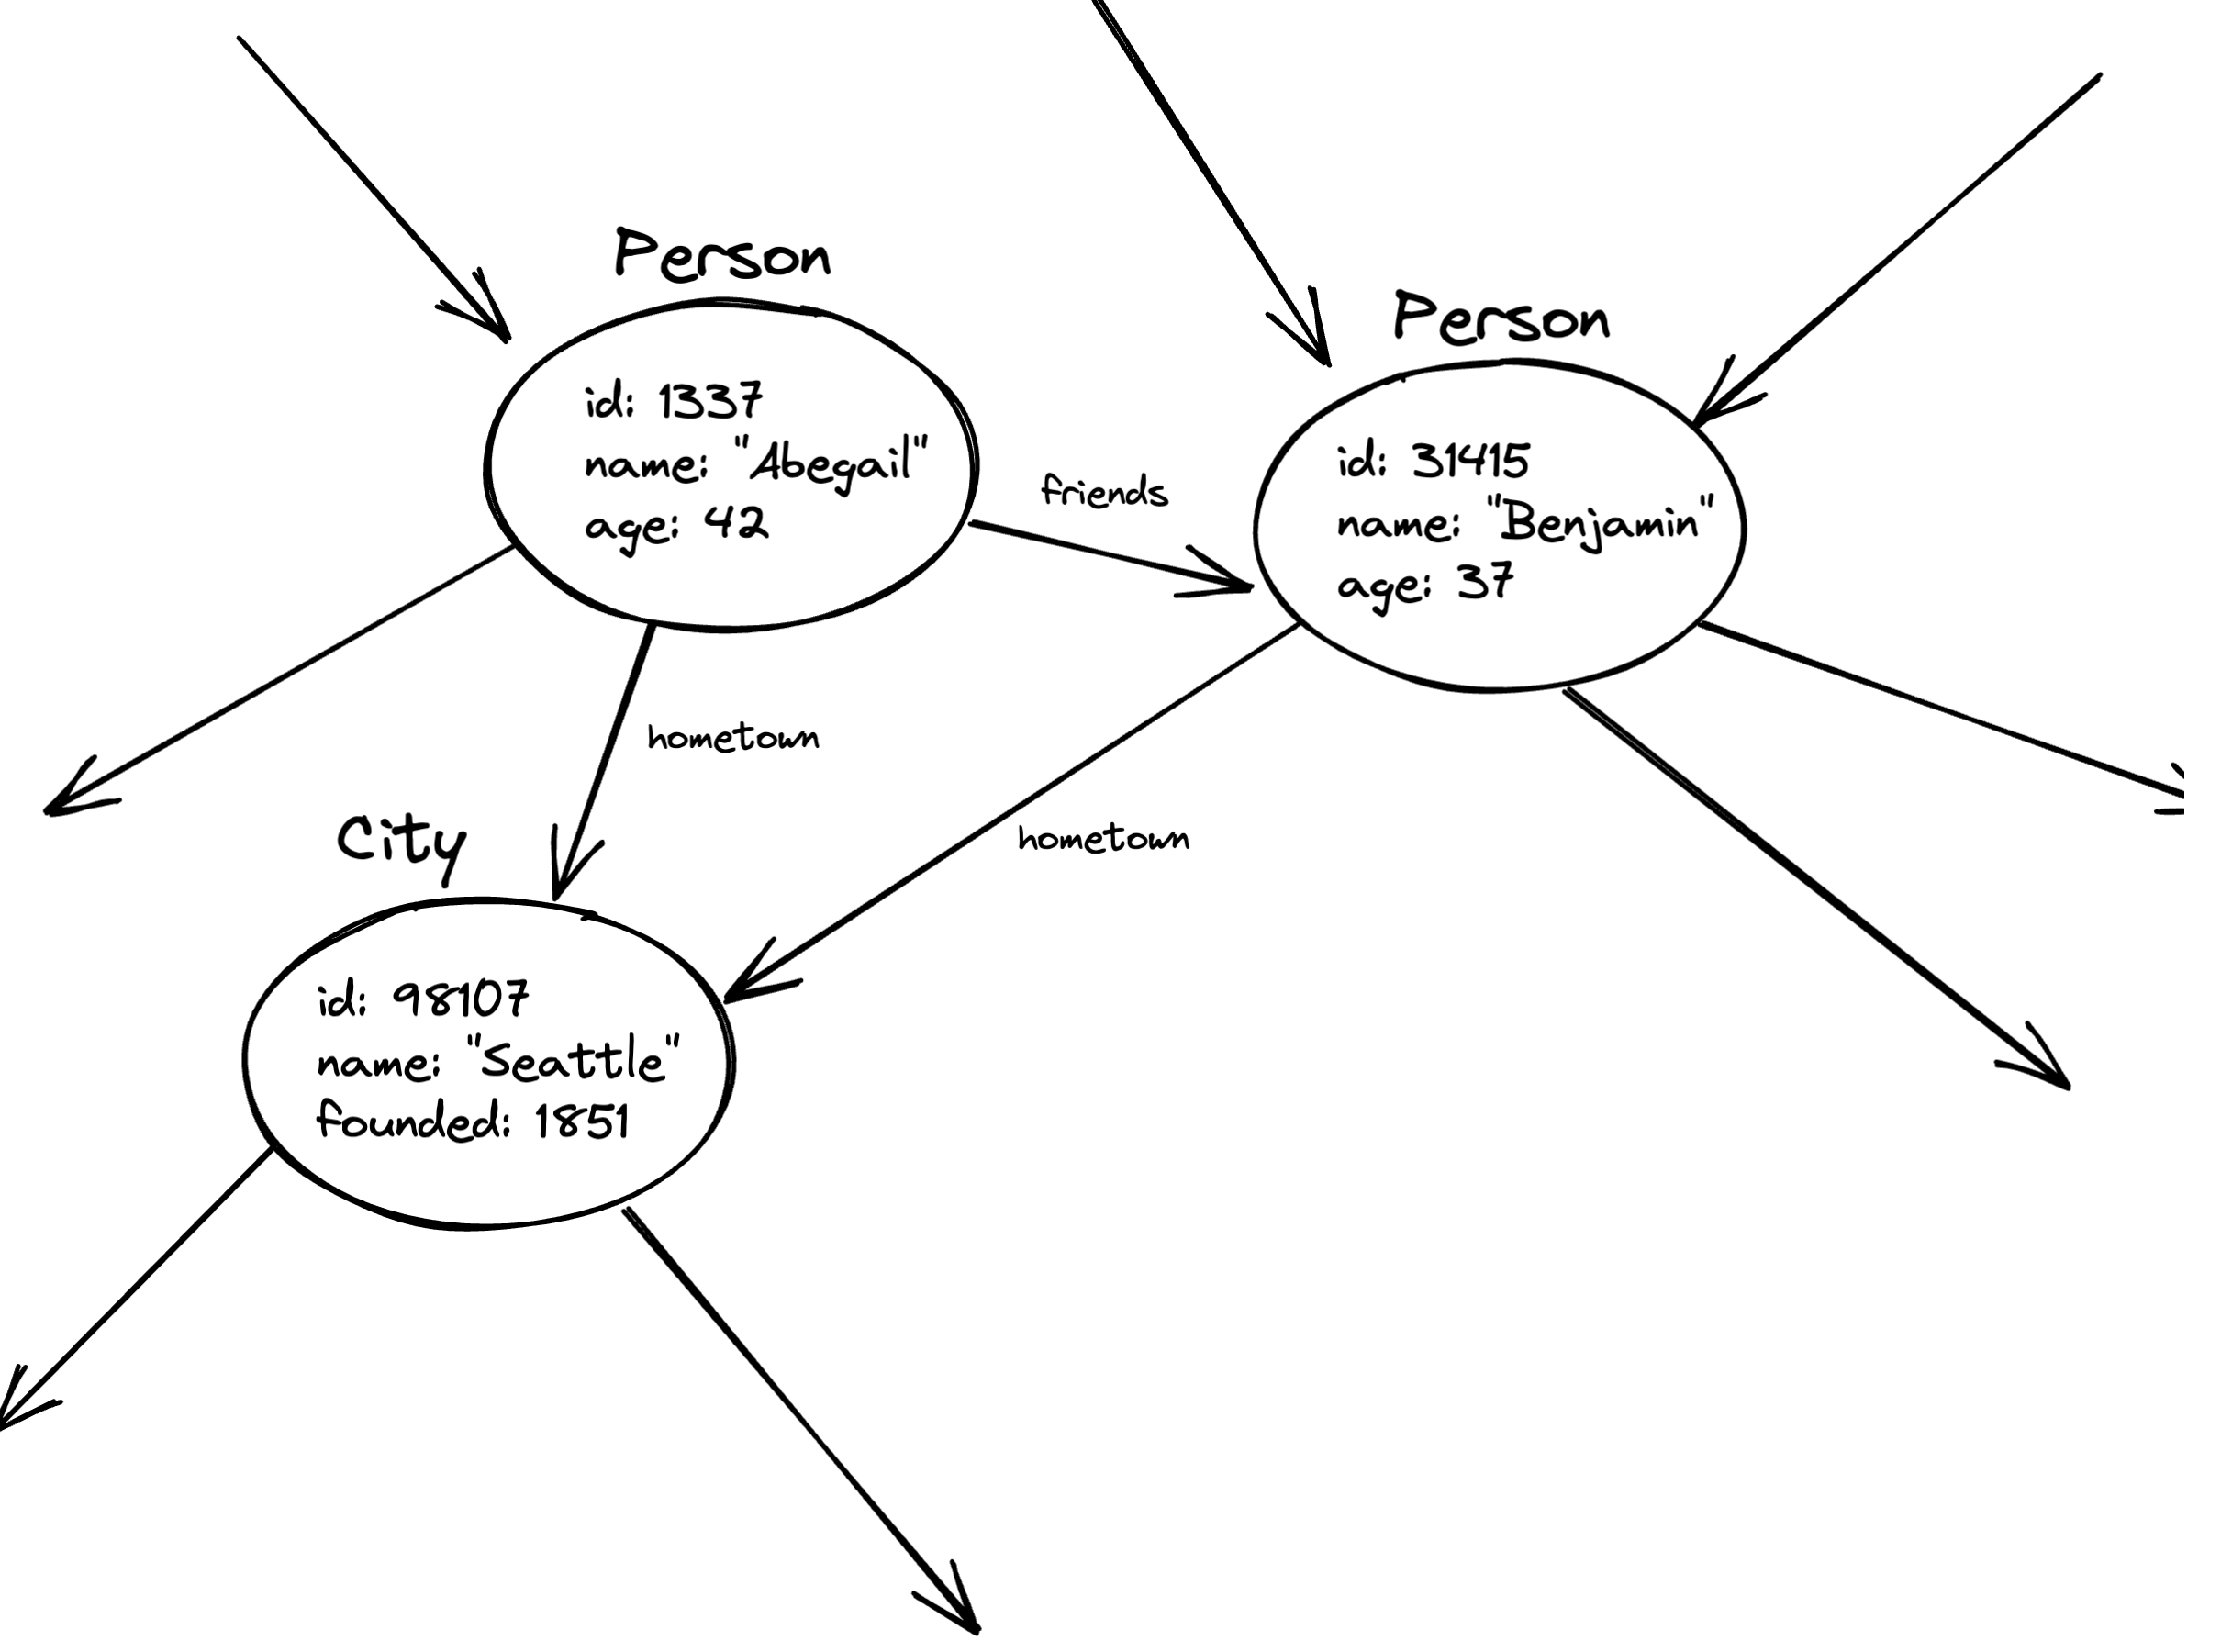 Person
id: 1337
name: "Abegail"
age: 42
friends
Person
id: 31415
name: "Benjamin"
age: 37
hometown
hometown
City
id: 98107
name: "Seattle"
founded: 1851